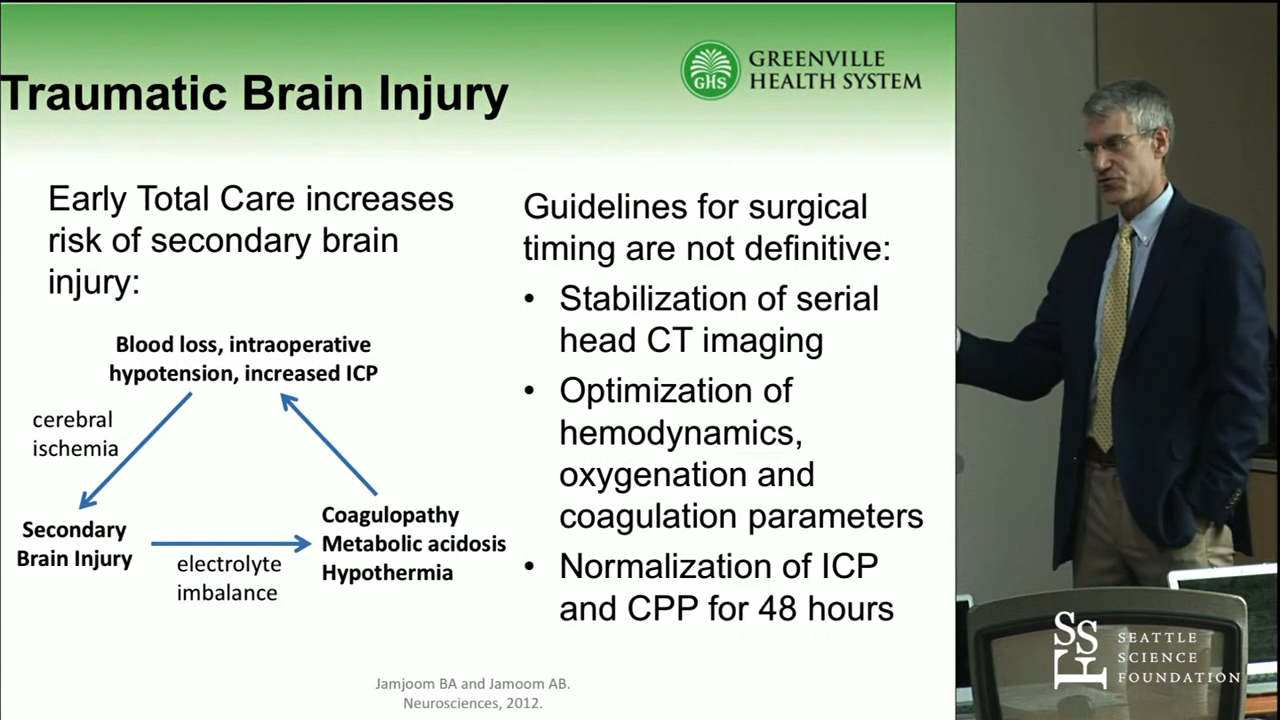 Traumatic Brain Injury
GHS
GREENVILLE
HEALTH SYSTEM
Early Total Care increases
risk of secondary brain
injury:
Blood loss, intraoperative
hypotension, increased ICP
cerebral
ischemia
Secondary
Brain Injury
electrolyte
imbalance
Coagulopathy
Metabolic acidosis
Hypothermia
Guidelines for surgical
timing are not definitive:
• Stabilization of serial
head CT imaging
• Optimization of
hemodynamics,
oxygenation and
coagulation parameters
• Normalization of ICP
and CPP for 48 hours
Jamjoom BA and Jamoom AB.
Neurosciences, 2012.
SSF
SEATTLE
SCIENCE
FOUNDATION